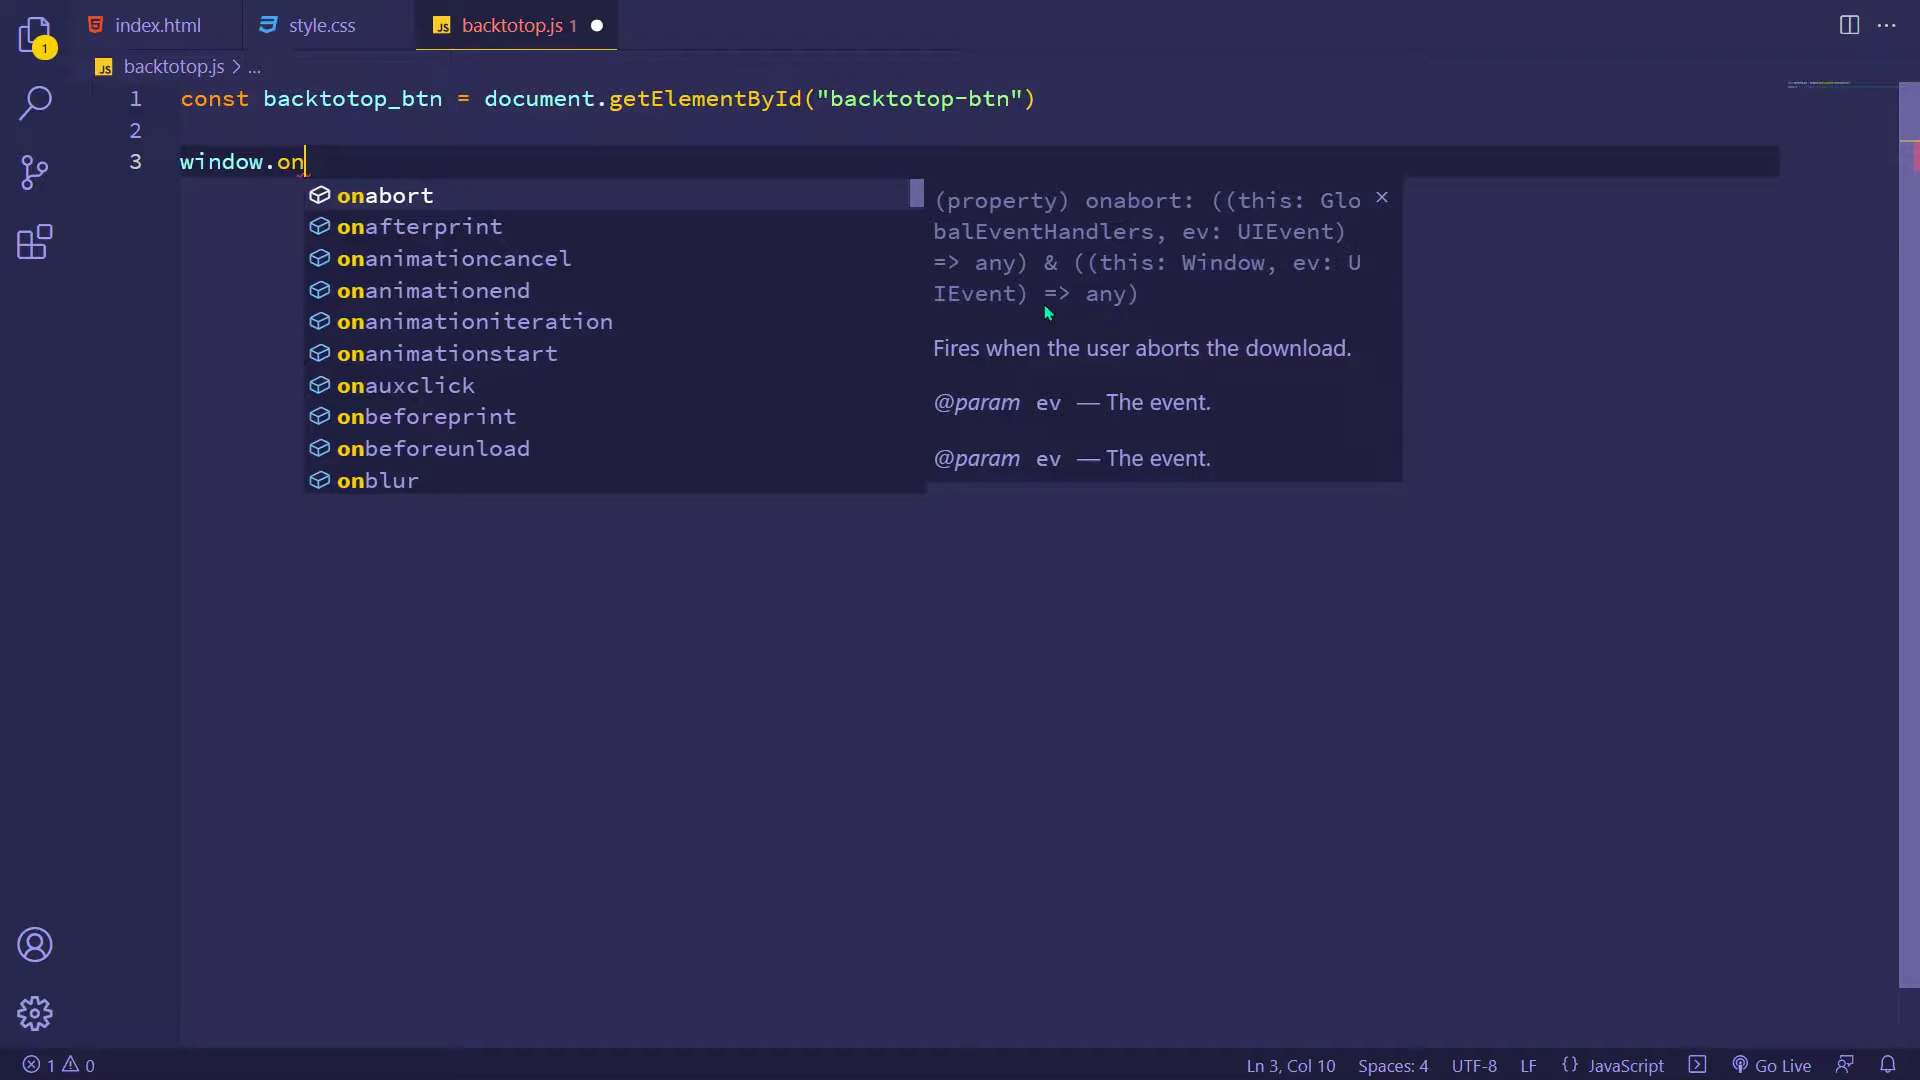 1
index.html
style.css
JS backtotop.js 1
JS backtotop.js > ...
1 const backtotop_btn = document.getElementById("backtotop-btn")
2
3 window.on
onabort
onafterprint
onanimationcancel
onanimationend
onanimationiteration
onanimationstart
onauxclick
onbeforeprint
onbeforeunload
onblur
(property) onabort: ((this: Glo
balEventHandlers, ev: UIEvent)
=> any) & ((this: Window, ev: U
IEvent) => any)
Fires when the user aborts the download.
@param ev — The event.
@param ev — The event.
1 0
Ln 3, Col 10 Spaces: 4 UTF-8 LF {} JavaScript Go Live